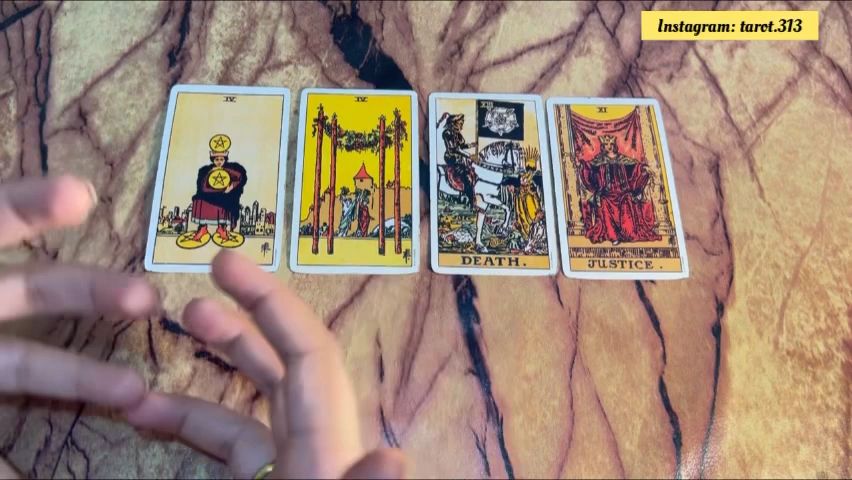 Instagram: tarot.313
IV
IV
XIII
XI
DEATH.
JUSTICE.